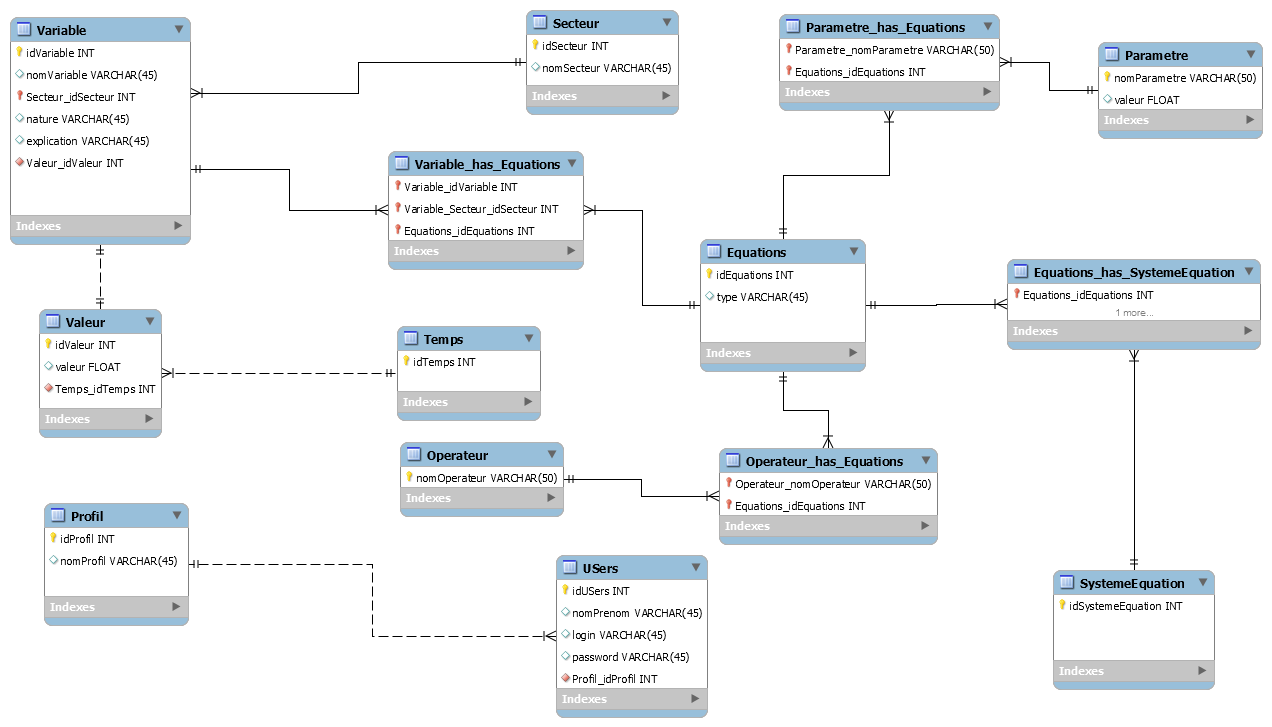 Variable
idVariable INT
nomVariable VARCHAR(45)
Secteur_idSecteur INT
nature VARCHAR(45)
explication VARCHAR(45)
Valeur_idValeur INT
Indexes
Secteur
idSecteur INT
nomSecteur VARCHAR(45)
Indexes
Parametre_has_Equations
Parametre_nomParametre VARCHAR(50)
Equations_idEquations INT
Indexes
Parametre
nomParametre VARCHAR(50)
valeur FLOAT
Indexes
Variable_has_Equations
Variable_idVariable INT
Variable_Secteur_idSecteur INT
Equations_idEquations INT
Indexes
Equations
idEquations INT
type VARCHAR(45)
Indexes
Equations_has_SystemeEquation
Equations_idEquations INT
1 more...
Indexes
Valeur
idValeur INT
valeur FLOAT
Temps_idTemps INT
Indexes
Temps
idTemps INT
Indexes
Operateur
nomOperateur VARCHAR(50)
Indexes
Operateur_has_Equations
Operateur_nomOperateur VARCHAR(50)
Equations_idEquations INT
Indexes
Profil
idProfil INT
nomProfil VARCHAR(45)
Indexes
USers
idUSers INT
nomPrenom VARCHAR(45)
login VARCHAR(45)
password VARCHAR(45)
Profil_idProfil INT
Indexes
SystemeEquation
idSystemeEquation INT
Indexes